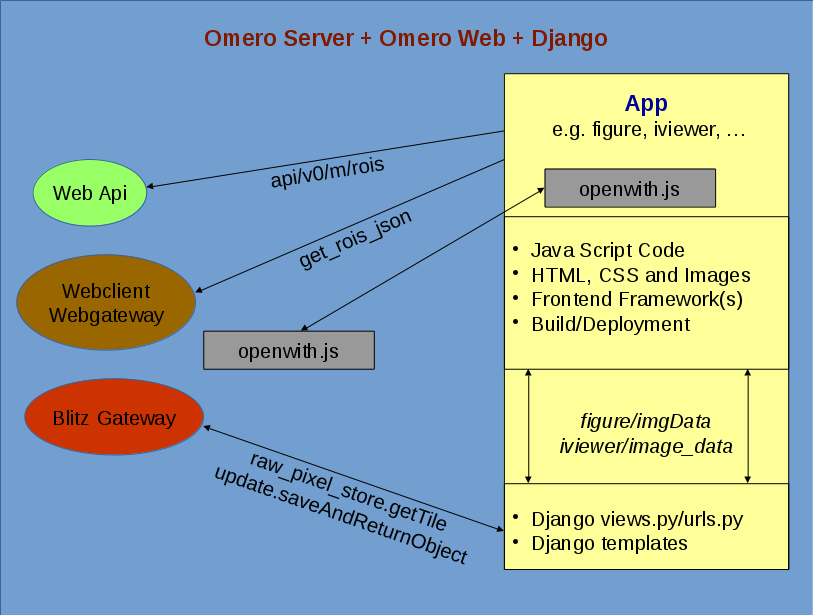 Omero Server + Omero Web + Django
App
e.g. figure, iviewer, …
openwith.js
Web Api
api/v0/m/rois
get_rois_json
Webclient
Webgateway
openwith.js
• Java Script Code
• HTML, CSS and Images
• Frontend Framework(s)
• Build/Deployment
Blitz Gateway
raw_pixel_store.getTile
update.saveAndReturnObject
figure/imgData
iviewer/image_data
• Django views.py/urls.py
• Django templates